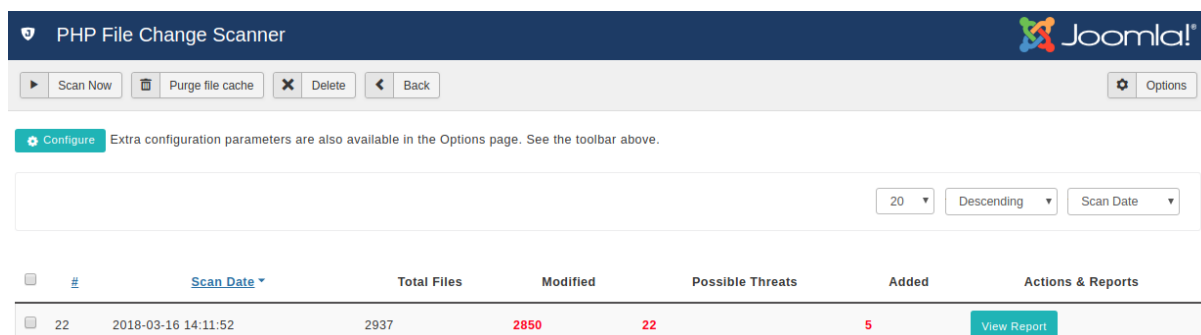 PHP File Change Scanner Joomla!®
Scan Now Purge file cache Delete Back Options
Configure Extra configuration parameters are also available in the Options page. See the toolbar above.
20 Descending Scan Date
# Scan Date Total Files Modified Possible Threats Added Actions & Reports
22 2018-03-16 14:11:52 2937 2850 22 5 View Report